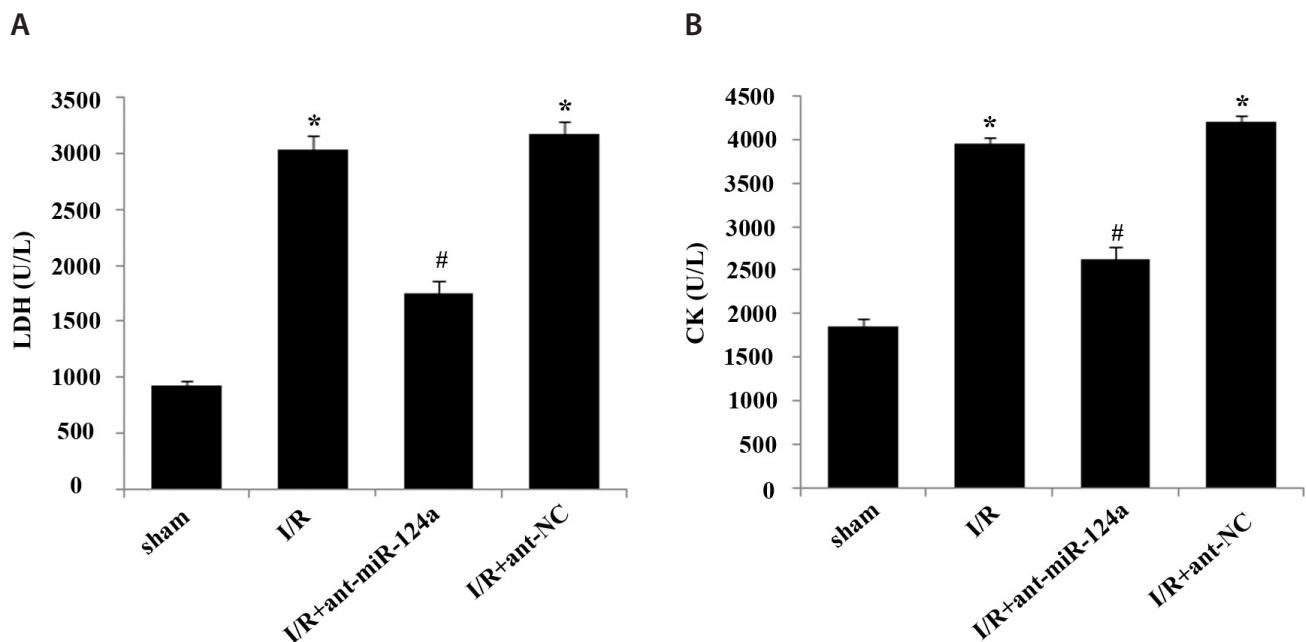 A
LDH (U/L)
3500
3000
2500
2000
1500
1000
500
0
*
#
*
sham
I/R
I/R+ant-miR-124a
I/R+ant-NC
B
CK (U/L)
4500
4000
3500
3000
2500
2000
1500
1000
500
0
*
#
*
sham
I/R
I/R+ant-miR-124a
I/R+ant-NC